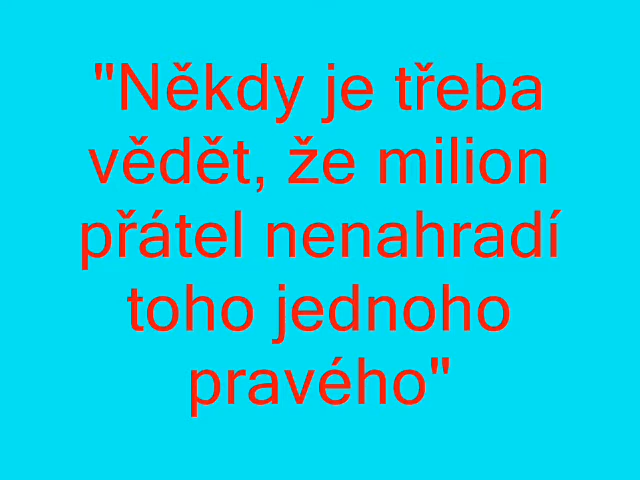 "Někdy je třeba
vědět, že milion
přátel nenahradí
toho jednoho
pravého"